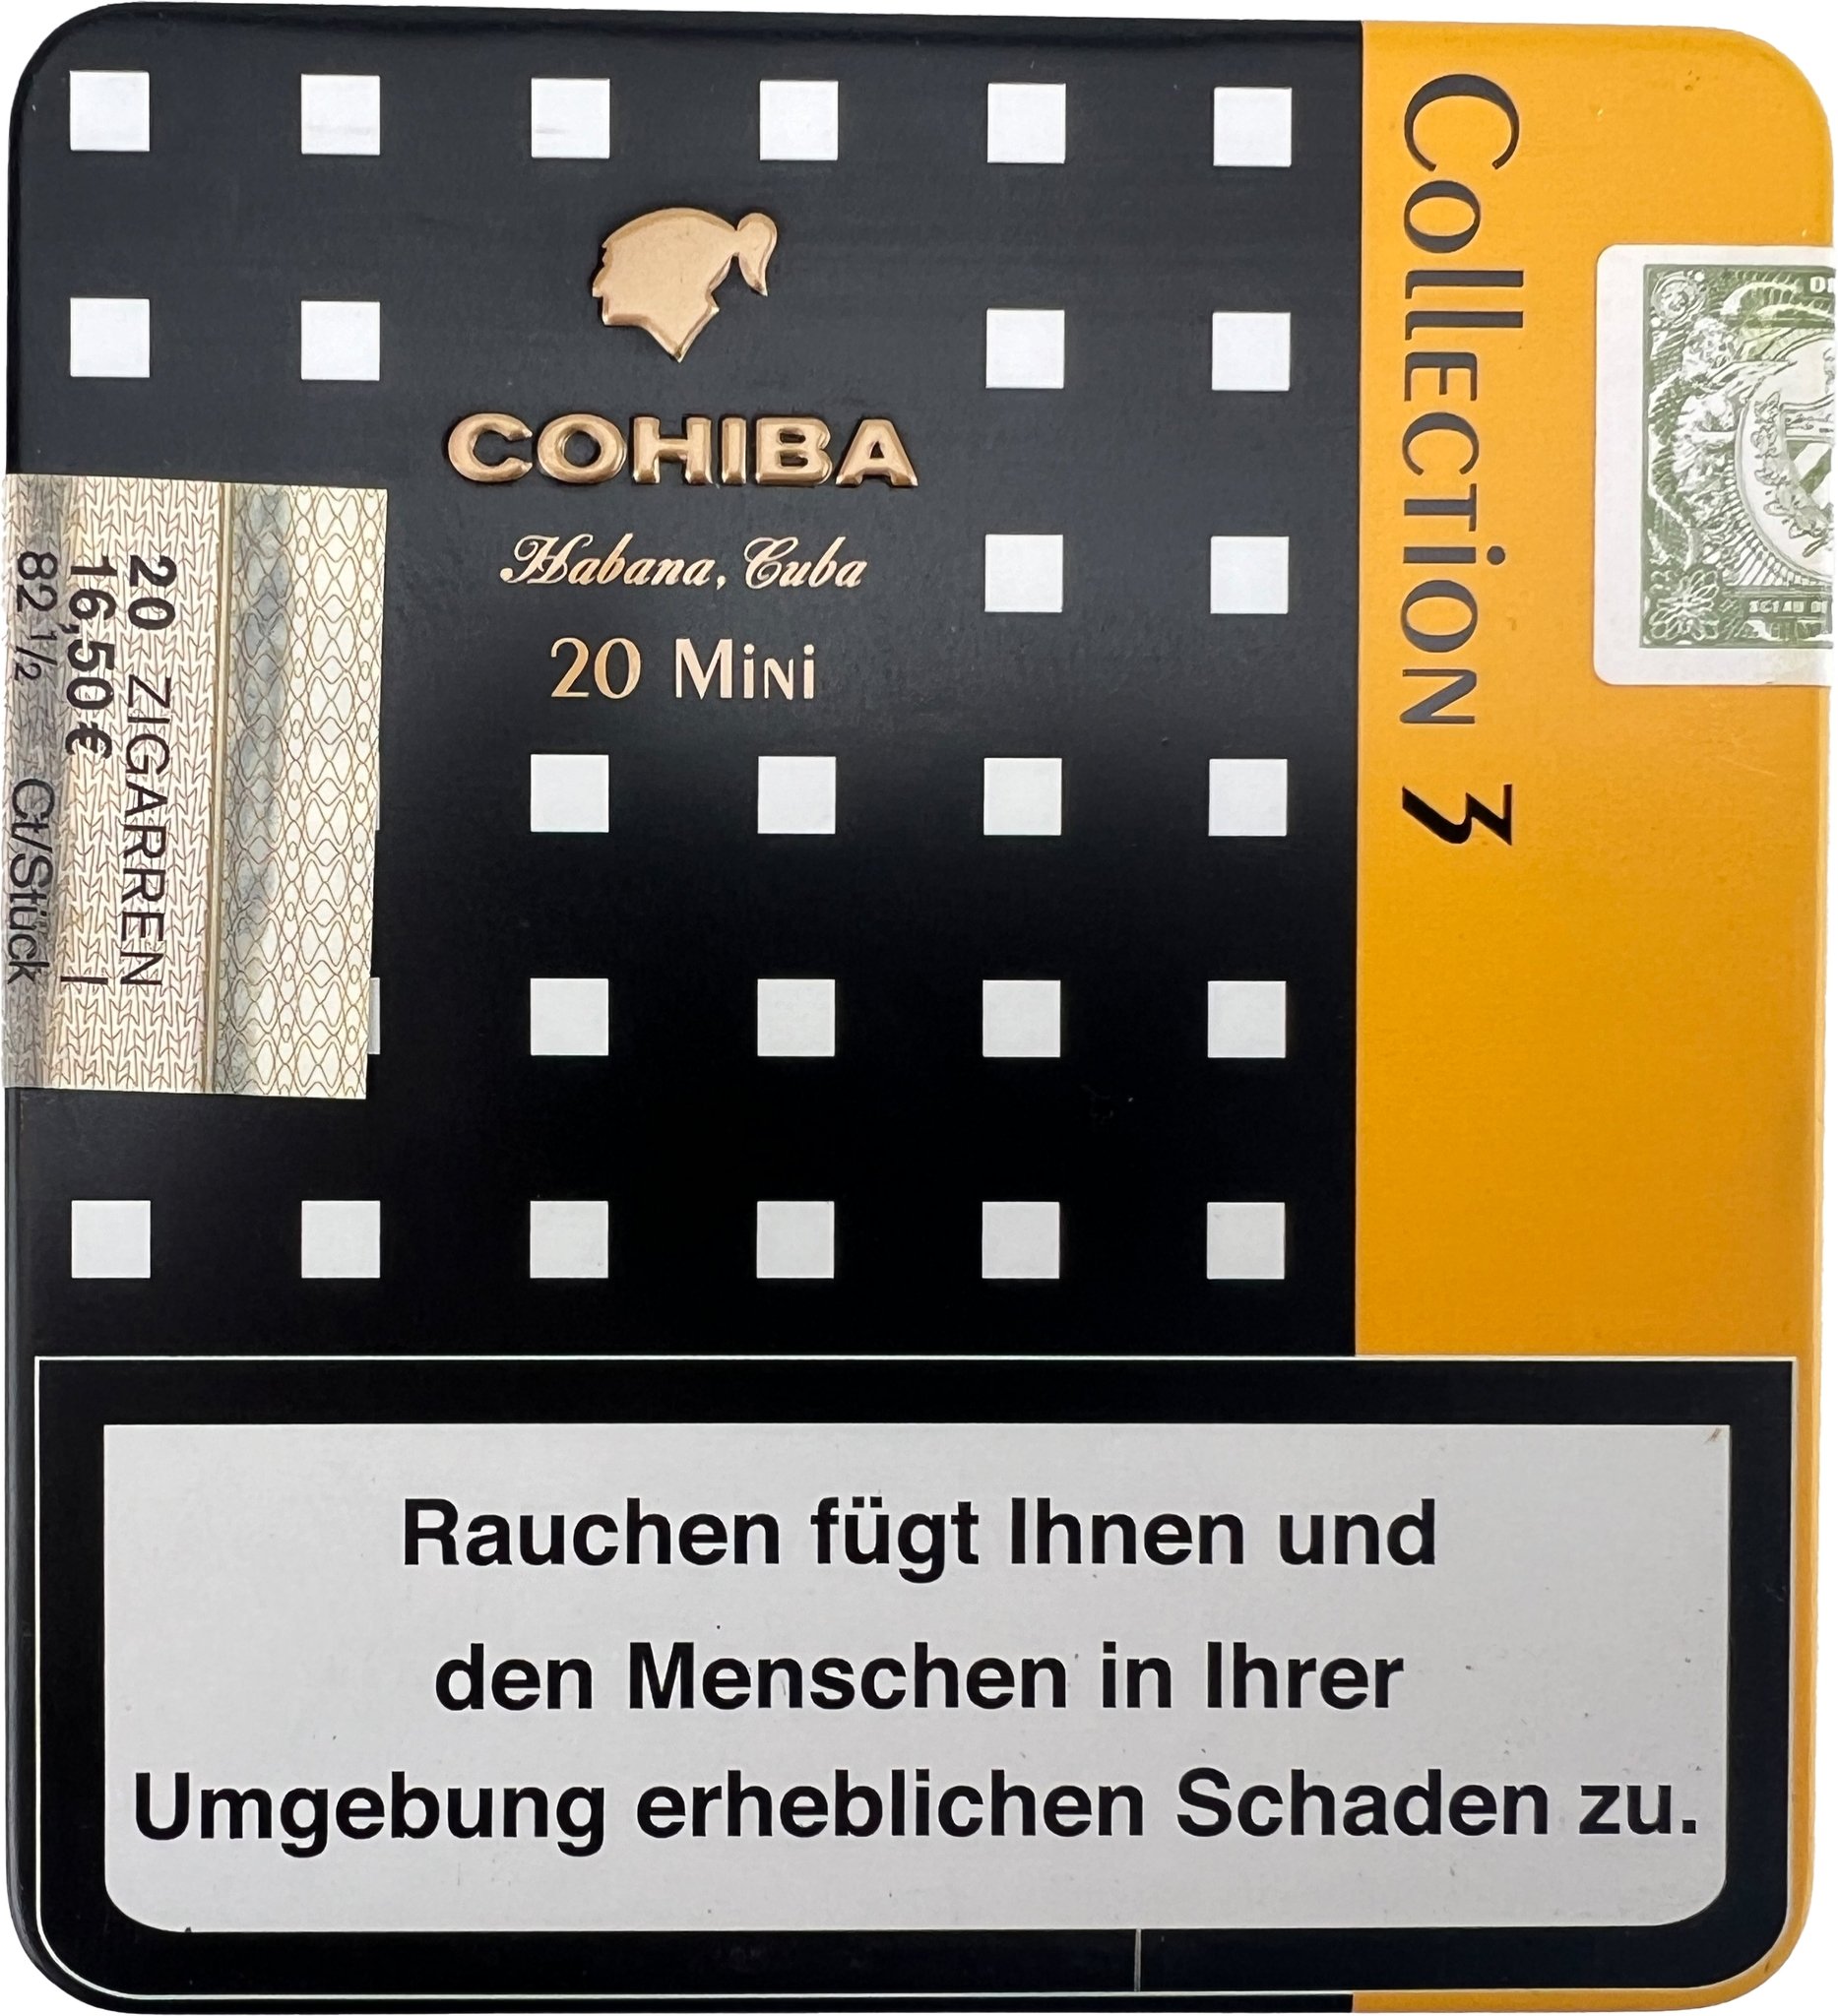 COHIBA
Habana, Cuba
20 Mini
Collection 3
20 ZIGARREN
16,50€ I
82 1/2 Ct/Stück
Rauchen fügt Ihnen und
den Menschen in Ihrer
Umgebung erheblichen Schaden zu.